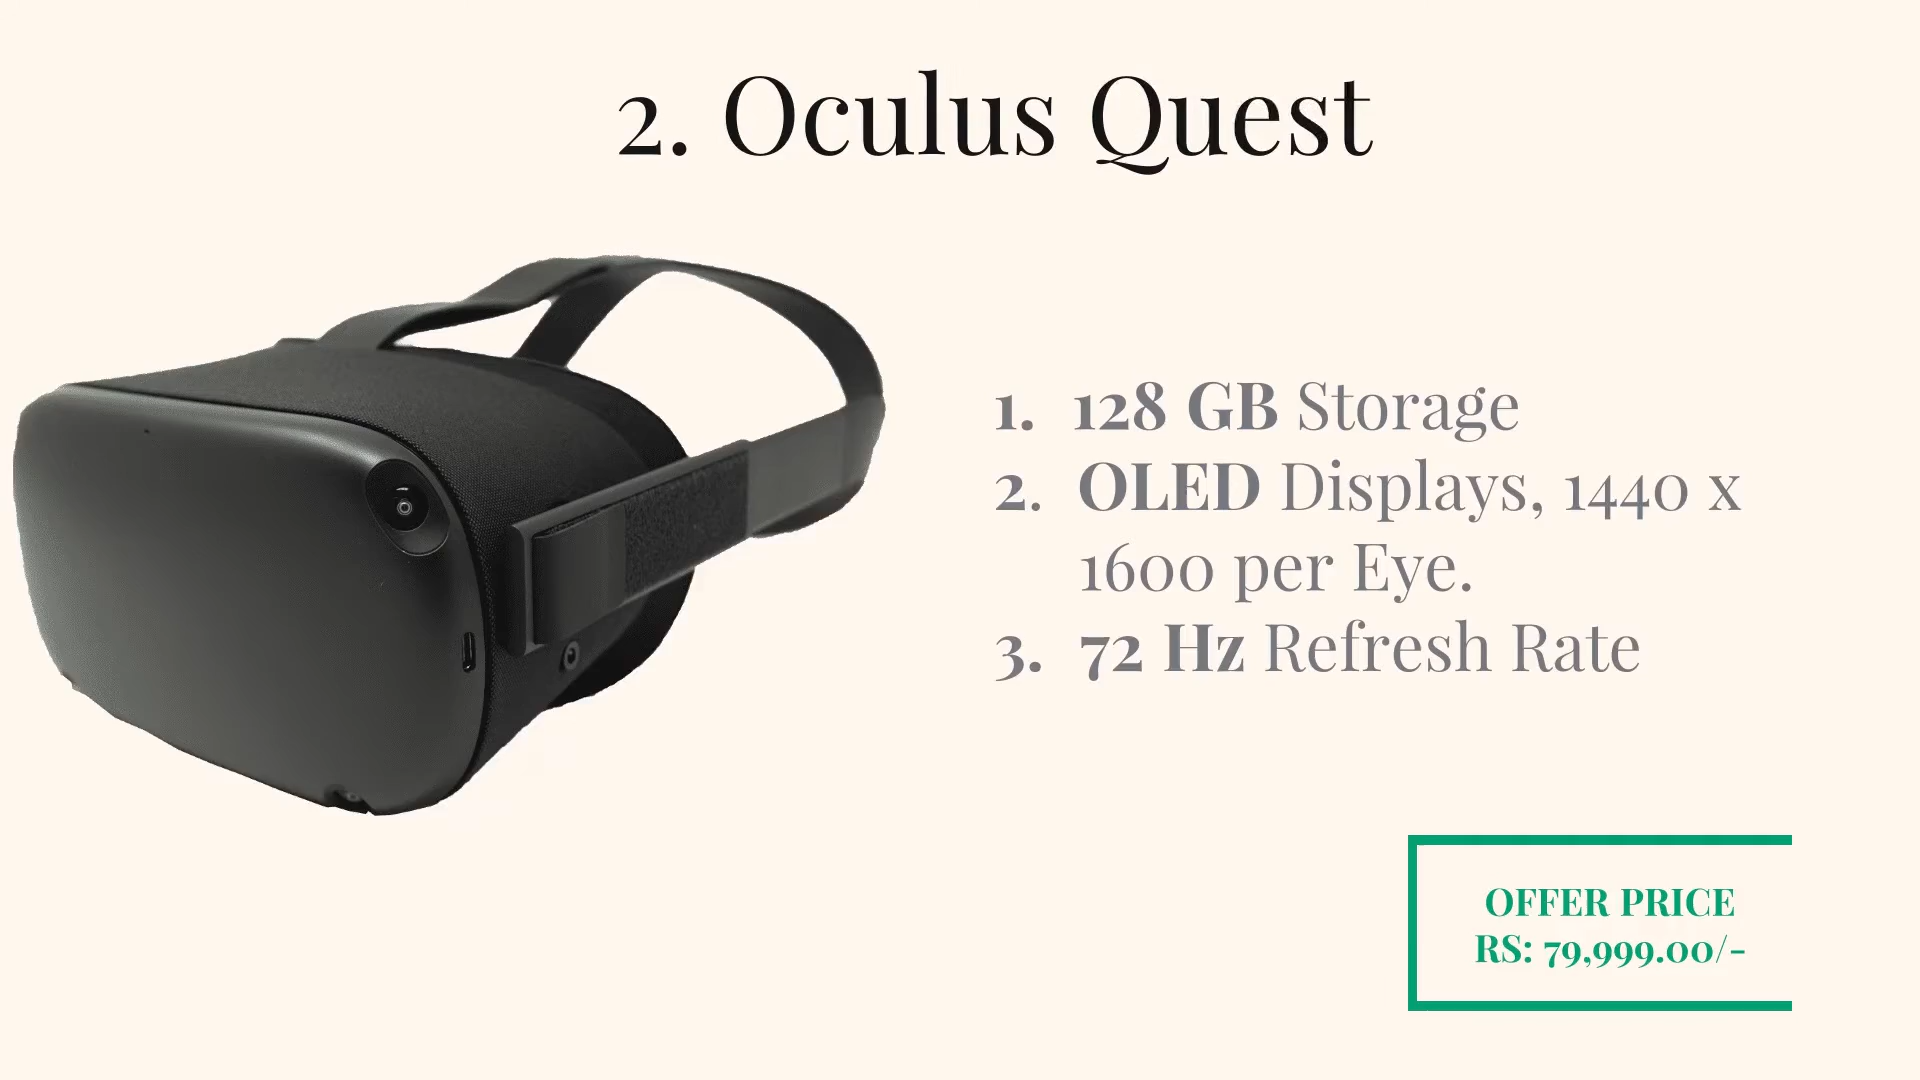 2. Oculus Quest
1. 128 GB Storage
2. OLED Displays, 1440 x
1600 per Eye.
3. 72 Hz Refresh Rate
OFFER PRICE
RS: 79,999.00/-